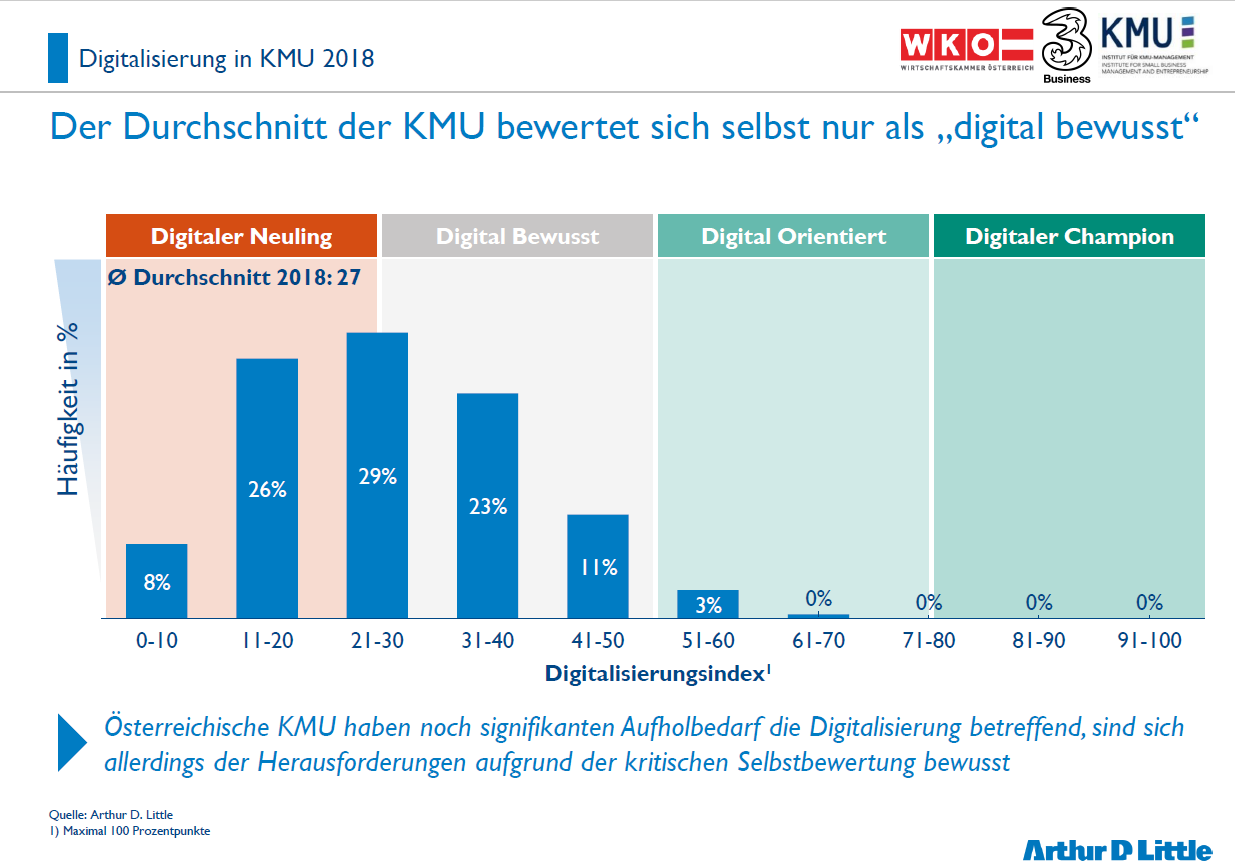 Digitalisierung in KMU 2018
WKO
WIRTSCHAFTSKAMMER ÖSTERREICH
3
Business
KMU
INSTITUT FÜR KMU-MANAGEMENT
INSTITUTE FOR SMALL BUSINESS
MANAGEMENT AND ENTREPRENEURSHIP
Der Durchschnitt der KMU bewertet sich selbst nur als „digital bewusst“
Digitaler Neuling
Digital Bewusst
Digital Orientiert
Digitaler Champion
Ø Durchschnitt 2018: 27
Häufigkeit in %
8%
26%
29%
23%
11%
3%
0%
0%
0%
0%
0-10
11-20
21-30
31-40
41-50
51-60
61-70
71-80
81-90
91-100
Digitalisierungsindex¹
Österreichische KMU haben noch signifikanten Aufholbedarf die Digitalisierung betreffend, sind sich
allerdings der Herausforderungen aufgrund der kritischen Selbstbewertung bewusst
Quelle: Arthur D. Little
1) Maximal 100 Prozentpunkte
Arthur D Little